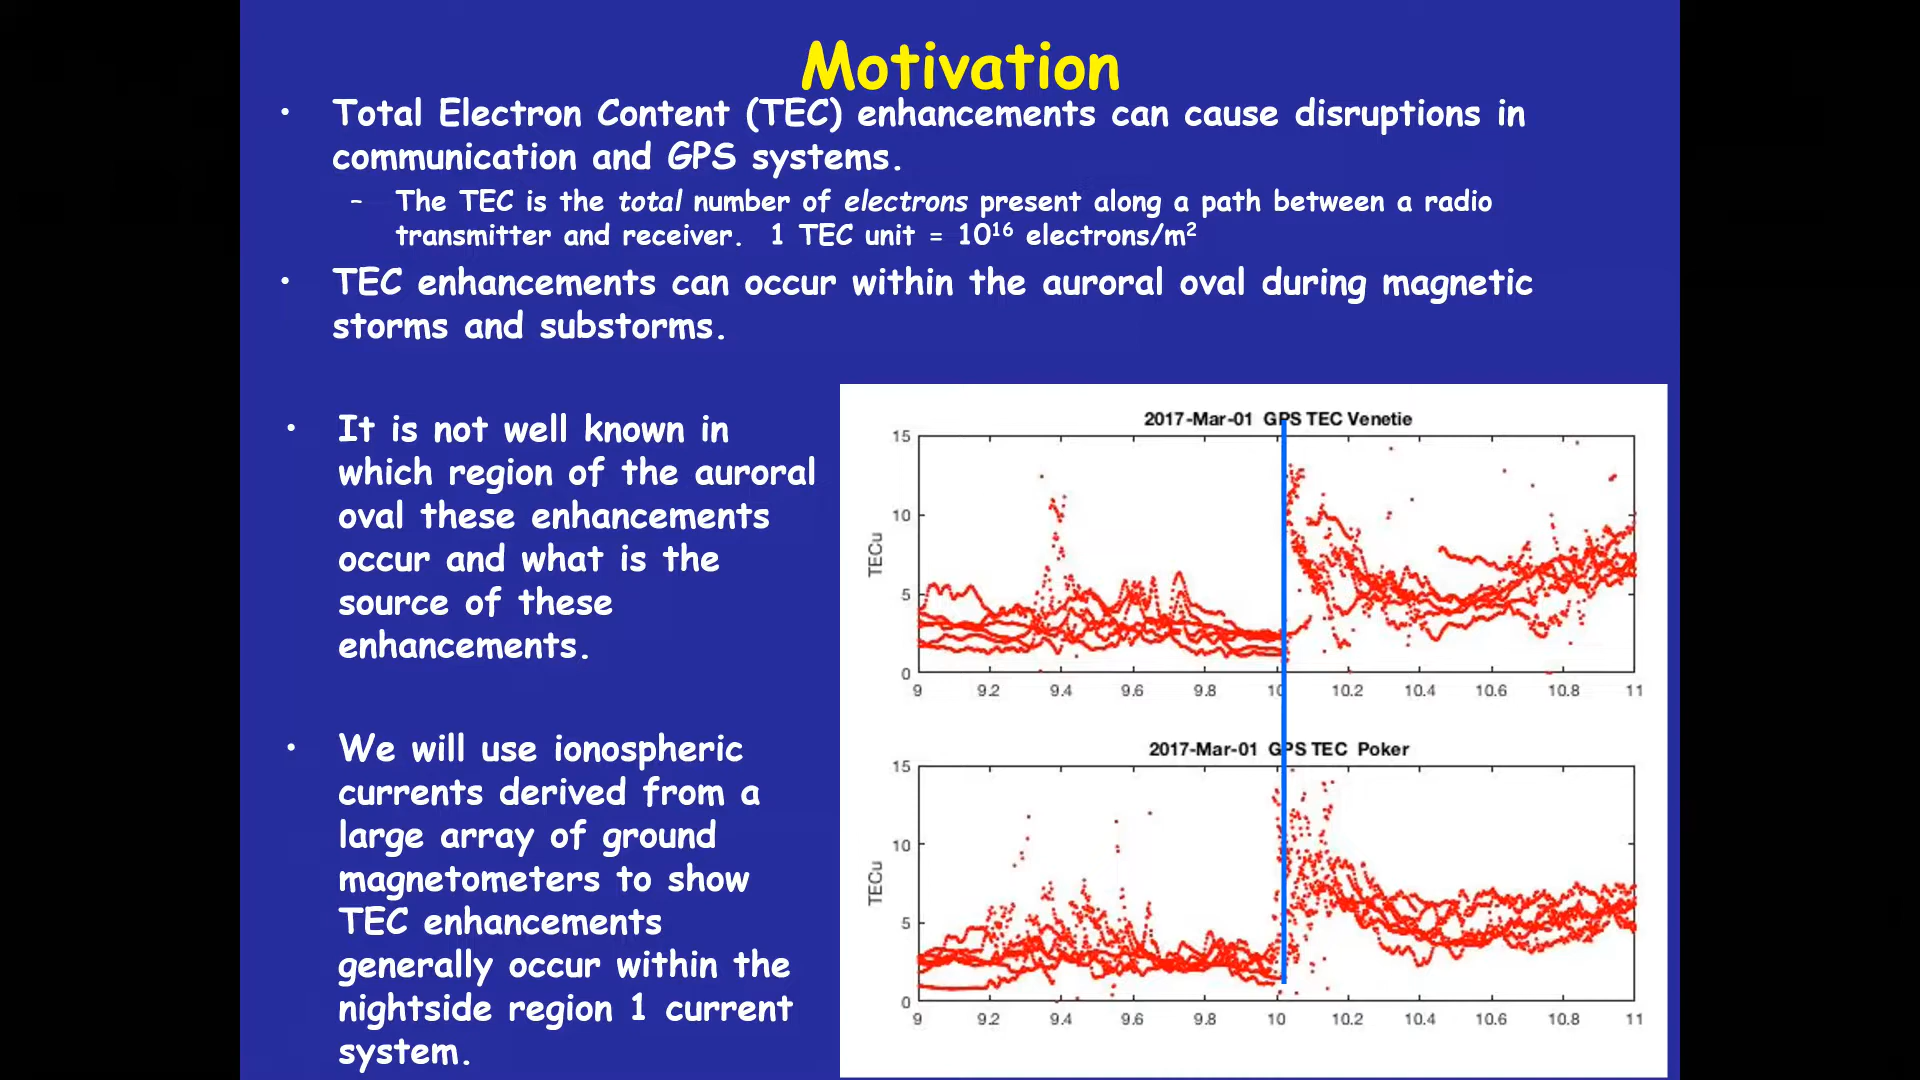 Motivation
• Total Electron Content (TEC) enhancements can cause disruptions in
communication and GPS systems.
– The TEC is the total number of electrons present along a path between a radio
transmitter and receiver. 1 TEC unit = 10¹⁶ electrons/m²
• TEC enhancements can occur within the auroral oval during magnetic
storms and substorms.
• It is not well known in
which region of the auroral
oval these enhancements
occur and what is the
source of these
enhancements.
• We will use ionospheric
currents derived from a
large array of ground
magnetometers to show
TEC enhancements
generally occur within the
nightside region 1 current
system.
2017-Mar-01 GPS TEC Venetie
15
10
5
0
TECu
9 9.2 9.4 9.6 9.8 10 10.2 10.4 10.6 10.8 11
2017-Mar-01 GPS TEC Poker
15
10
5
0
TECu
9 9.2 9.4 9.6 9.8 10 10.2 10.4 10.6 10.8 11